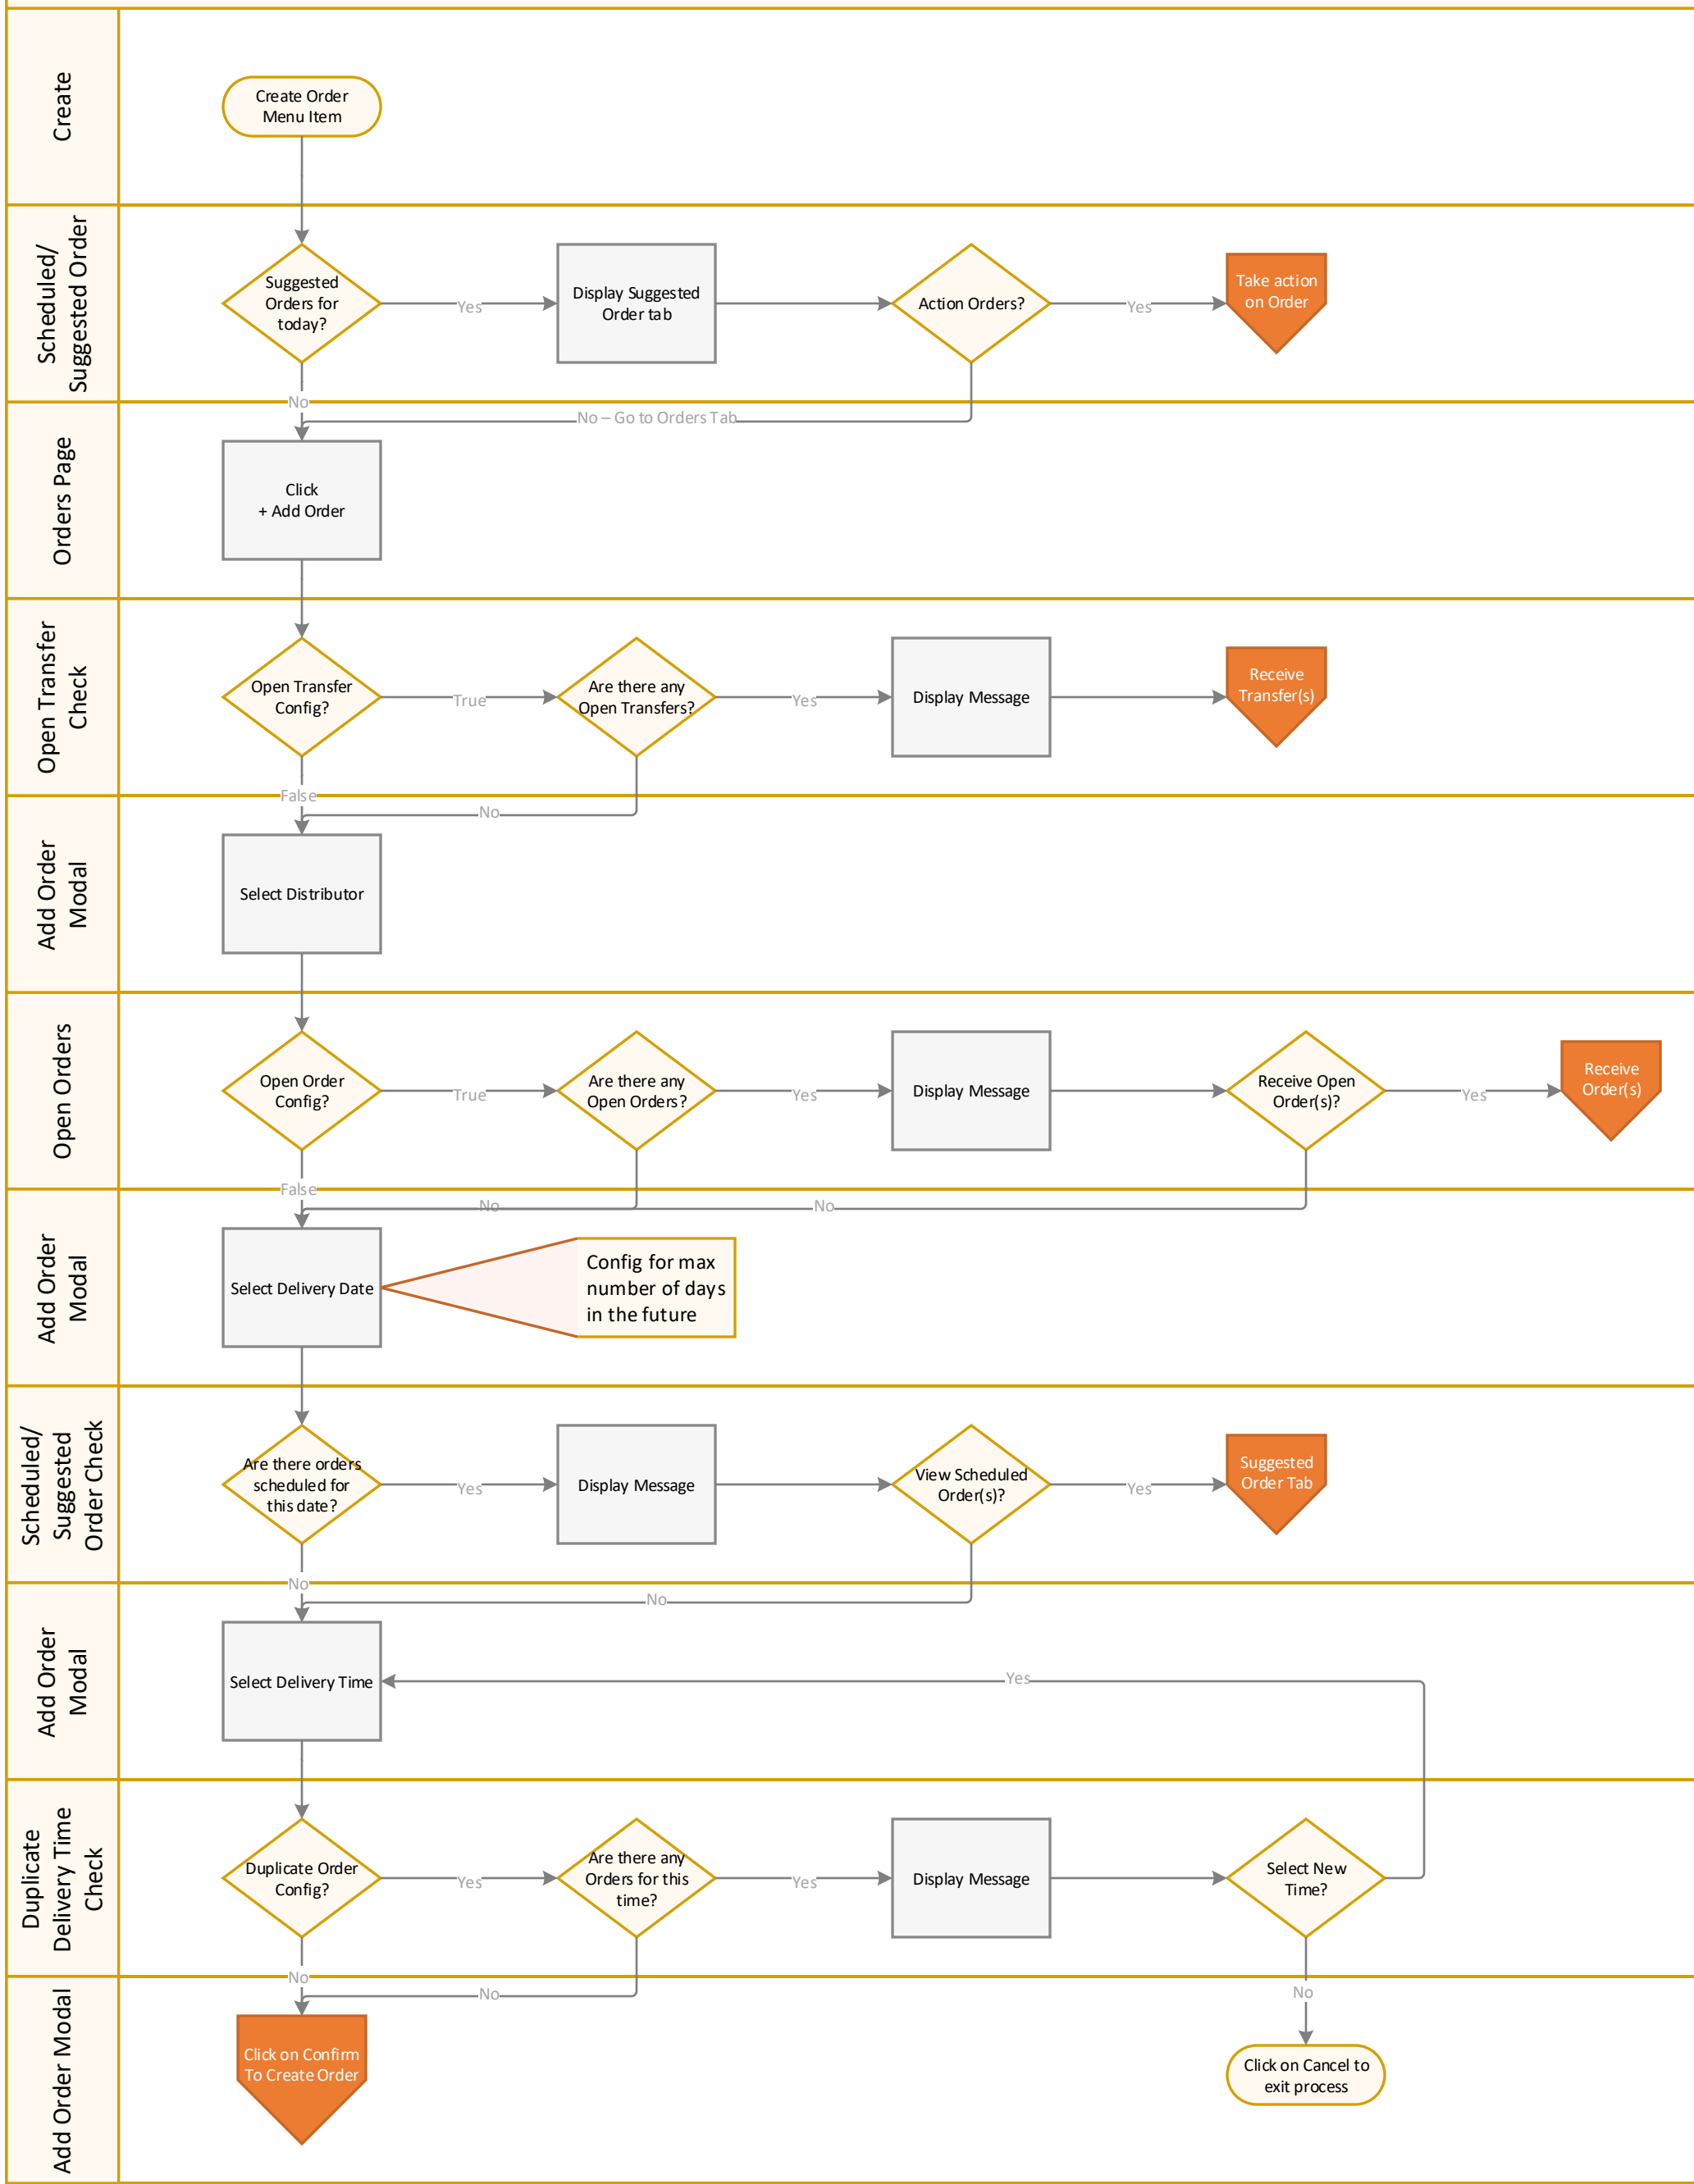 Create
Create Order
Menu Item
Scheduled/
Suggested Order
Suggested
Orders for
today?
Yes
Display Suggested
Order tab
Action Orders?
Yes
Take action
on Order
No
No – Go to Orders Tab
Orders Page
Click
+ Add Order
Open Transfer
Check
Open Transfer
Config?
True
Are there any
Open Transfers?
Yes
Display Message
Receive
Transfer(s)
False
No
Add Order
Modal
Select Distributor
Open Orders
Open Order
Config?
True
Are there any
Open Orders?
Yes
Display Message
Receive Open
Order(s)?
Yes
Receive
Order(s)
False
No
No
Add Order
Modal
Select Delivery Date
Config for max
number of days
in the future
Scheduled/
Suggested
Order Check
Are there orders
scheduled for
this date?
Yes
Display Message
View Scheduled
Order(s)?
Yes
Suggested
Order Tab
No
No
Add Order
Modal
Select Delivery Time
Yes
Duplicate
Delivery Time
Check
Duplicate Order
Config?
Yes
Are there any
Orders for this
time?
Yes
Display Message
Select New
Time?
No
No
No
Add Order Modal
Click on Confirm
To Create Order
Click on Cancel to
exit process